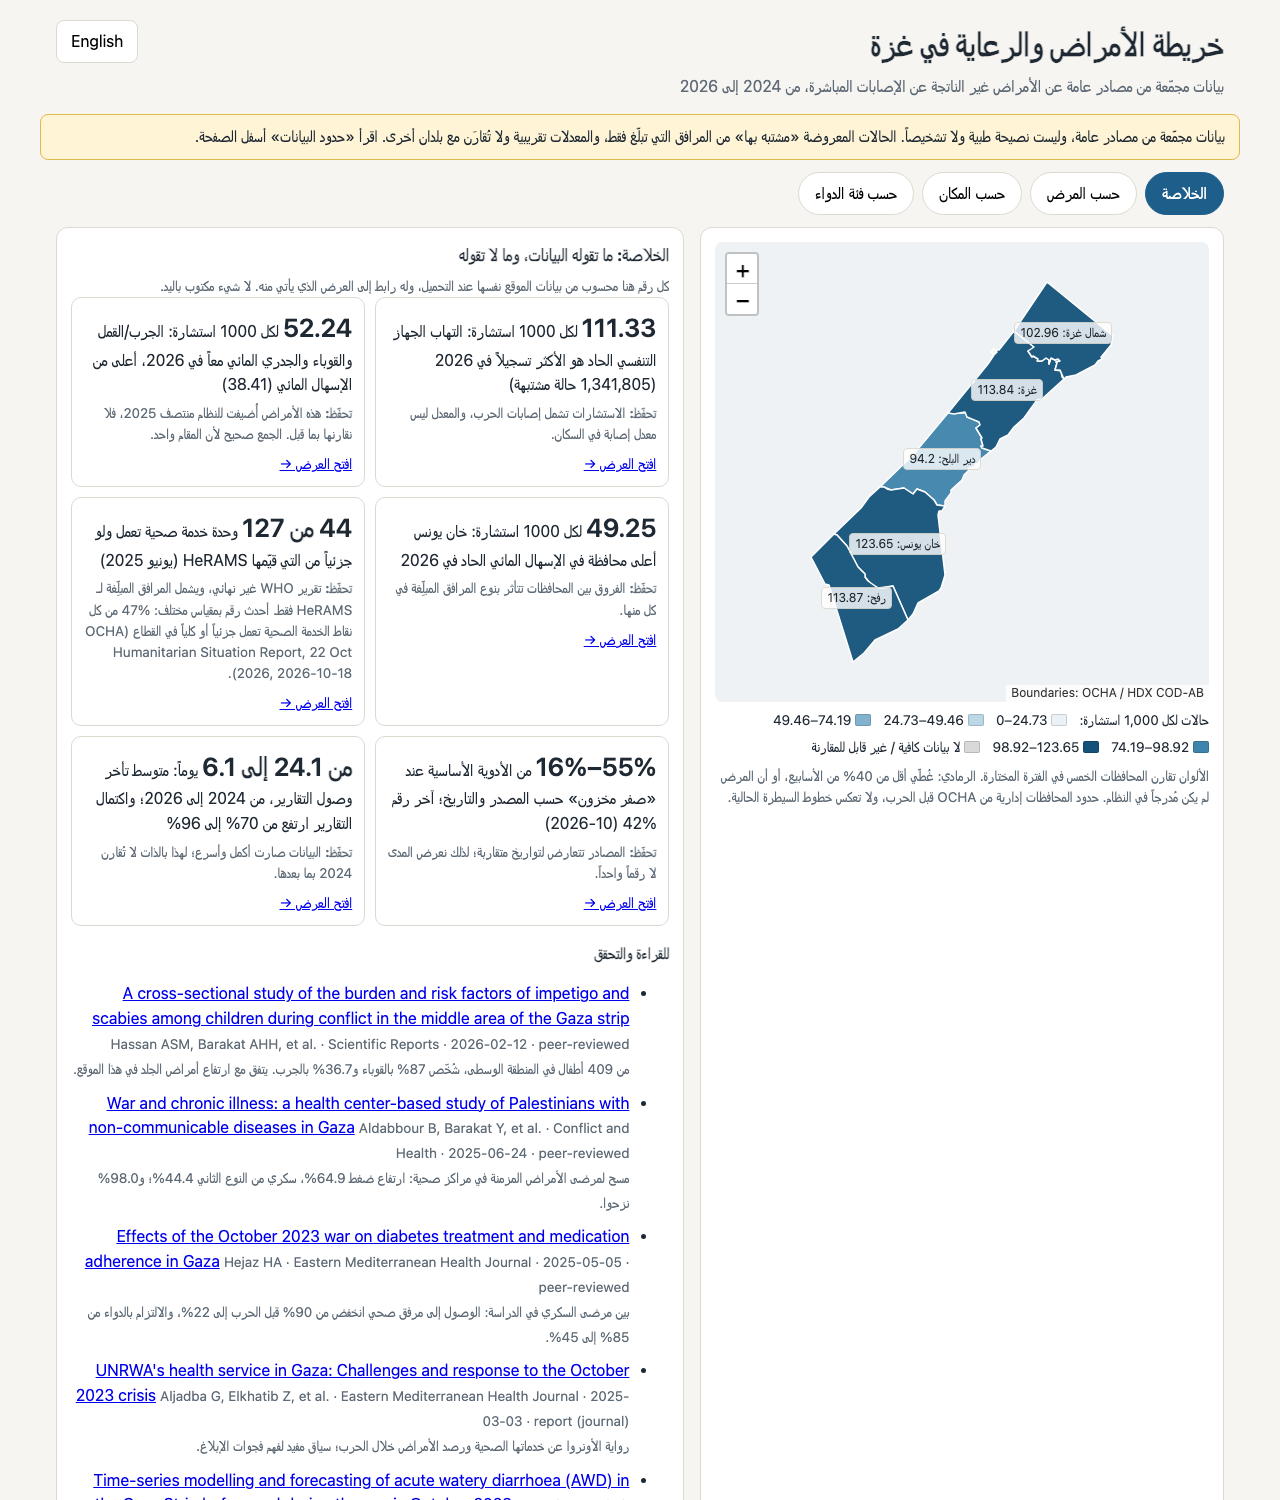 خريطة الأمراض والرعاية في غزة
English
بيانات مجمّعة من مصادر عامة عن الأمراض غير الناتجة عن الإصابات المباشرة، من 2024 إلى 2026
بيانات مجمّعة من مصادر عامة، وليست نصيحة طبية ولا تشخيصاً. الحالات المعروضة «مشتبه بها» من المرافق التي تبلّغ فقط، والمعدلات تقريبية ولا تُقارَن مع بلدان أخرى. اقرأ «حدود البيانات» أسفل الصفحة.
الخلاصة
حسب المرض
حسب المكان
حسب فئة الدواء
+
−
شمال غزة: 102.96
غزة: 113.84
دير البلح: 94.2
خان يونس: 123.65
رفح: 113.87
Boundaries: OCHA / HDX COD-AB
حالات لكل 1,000 استشارة: 0–24.73 24.73–49.46 49.46–74.19
74.19–98.92 98.92–123.65 لا بيانات كافية / غير قابل للمقارنة
الألوان تقارن المحافظات الخمس في الفترة المختارة. الرمادي: غُطّي أقل من 40% من الأسابيع، أو أن المرض
لم يكن مُدرجاً في النظام. حدود المحافظات إدارية من OCHA قبل الحرب، ولا تعكس خطوط السيطرة الحالية.
الخلاصة: ما تقوله البيانات، وما لا تقوله
كل رقم هنا محسوب من بيانات الموقع نفسها عند التحميل، وله رابط إلى العرض الذي يأتي منه. لا شيء مكتوب باليد.
111.33 لكل 1000 استشارة: التهاب الجهاز
التنفسي الحاد هو الأكثر تسجيلاً في 2026
(1,341,805 حالة مشتبهة)
تحفّظ: الاستشارات تشمل إصابات الحرب، والمعدل ليس
معدل إصابة في السكان.
افتح العرض →
52.24 لكل 1000 استشارة: الجرب/القمل
والقوباء والجدري المائي معاً في 2026، أعلى من
الإسهال المائي (38.41)
تحفّظ: هذه الأمراض أُضيفت للنظام منتصف 2025، فلا
نقارنها بما قبل. الجمع صحيح لأن المقام واحد.
افتح العرض →
49.25 لكل 1000 استشارة: خان يونس
أعلى محافظة في الإسهال المائي الحاد في 2026
تحفّظ: الفروق بين المحافظات تتأثر بنوع المرافق المبلِّغة في
كل منها.
افتح العرض →
44 من 127 وحدة خدمة صحية تعمل ولو
جزئياً من التي قيّمها HeRAMS (يونيو 2025)
تحفّظ: تقرير WHO غير نهائي، ويشمل المرافق المبلِّغة لـ
HeRAMS فقط. أحدث رقم بمقياس مختلف: 47% من كل
نقاط الخدمة الصحية تعمل جزئياً أو كلياً في القطاع (OCHA
Humanitarian Situation Report, 22 Oct
2026, 2026-10-18).
افتح العرض →
16%–55% من الأدوية الأساسية عند
«صفر مخزون» حسب المصدر والتاريخ؛ آخر رقم
42% (2026-10)
تحفّظ: المصادر تتعارض لتواريخ متقاربة؛ لذلك نعرض المدى
لا رقماً واحداً.
افتح العرض →
من 24.1 إلى 6.1 يوماً: متوسط تأخر
وصول التقارير، من 2024 إلى 2026؛ واكتمال
التقارير ارتفع من 70% إلى 96%
تحفّظ: البيانات صارت أكمل وأسرع؛ لهذا بالذات لا نُقارن
2024 بما بعدها.
افتح العرض →
للقراءة والتحقق
A cross-sectional study of the burden and risk factors of impetigo and
scabies among children during conflict in the middle area of the Gaza strip
Hassan ASM, Barakat AHH, et al. · Scientific Reports · 2026-02-12 · peer-reviewed
من 409 أطفال في المنطقة الوسطى، شُخّص 87% بالقوباء و36.7% بالجرب. يتفق مع ارتفاع أمراض الجلد في هذا الموقع.
War and chronic illness: a health center-based study of Palestinians with
non-communicable diseases in Gaza Aldabbour B, Barakat Y, et al. · Conflict and
Health · 2025-06-24 · peer-reviewed
مسح لمرضى الأمراض المزمنة في مراكز صحية: ارتفاع ضغط 64.9%، سكري من النوع الثاني 44.4%؛ و98.0%
نزحوا.
Effects of the October 2023 war on diabetes treatment and medication
adherence in Gaza Hejaz HA · Eastern Mediterranean Health Journal · 2025-05-05 ·
peer-reviewed
بين مرضى السكري في الدراسة: الوصول إلى مرفق صحي انخفض من 90% قبل الحرب إلى 22%، والالتزام بالدواء من
85% إلى 45%.
UNRWA's health service in Gaza: Challenges and response to the October
2023 crisis Aljadba G, Elkhatib Z, et al. · Eastern Mediterranean Health Journal · 2025-
03-03 · report (journal)
رواية الأونروا عن خدماتها الصحية ورصد الأمراض خلال الحرب؛ سياق مفيد لفهم فجوات الإبلاغ.
Time-series modelling and forecasting of acute watery diarrhoea (AWD) in